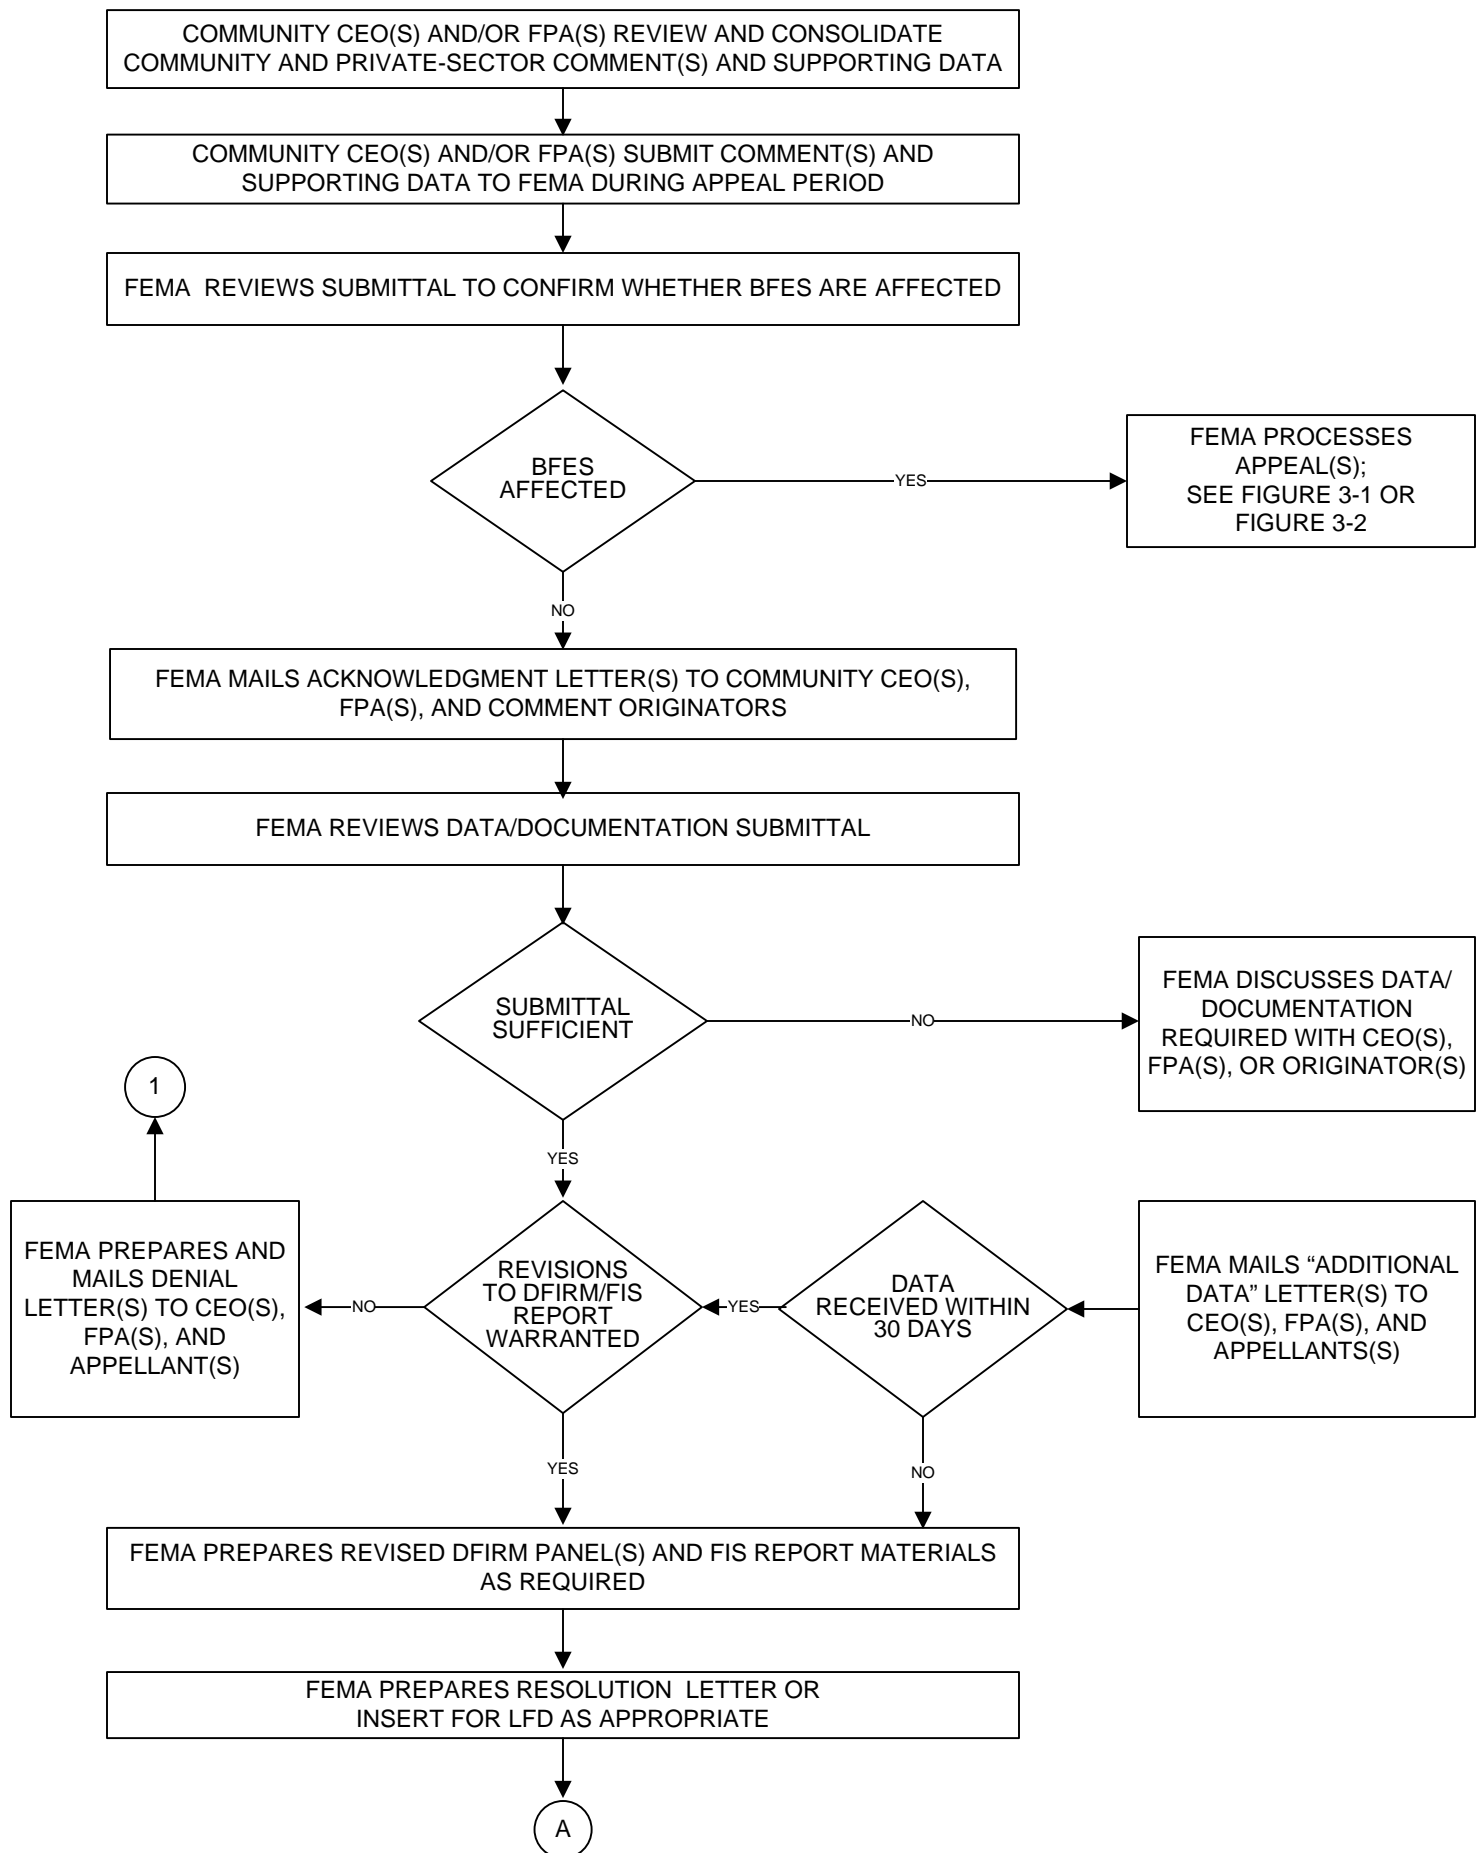 COMMUNITY CEO(S) AND/OR FPA(S) REVIEW AND CONSOLIDATE
COMMUNITY AND PRIVATE-SECTOR COMMENT(S) AND SUPPORTING DATA
COMMUNITY CEO(S) AND/OR FPA(S) SUBMIT COMMENT(S) AND
SUPPORTING DATA TO FEMA DURING APPEAL PERIOD
FEMA REVIEWS SUBMITTAL TO CONFIRM WHETHER BFES ARE AFFECTED
BFES
AFFECTED
YES
FEMA PROCESSES
APPEAL(S);
SEE FIGURE 3-1 OR
FIGURE 3-2
NO
FEMA MAILS ACKNOWLEDGMENT LETTER(S) TO COMMUNITY CEO(S),
FPA(S), AND COMMENT ORIGINATORS
FEMA REVIEWS DATA/DOCUMENTATION SUBMITTAL
SUBMITTAL
SUFFICIENT
NO
FEMA DISCUSSES DATA/
DOCUMENTATION
REQUIRED WITH CEO(S),
FPA(S), OR ORIGINATOR(S)
1
YES
FEMA PREPARES AND
MAILS DENIAL
LETTER(S) TO CEO(S),
FPA(S), AND
APPELLANT(S)
NO
REVISIONS
TO DFIRM/FIS
REPORT
WARRANTED
YES
DATA
RECEIVED WITHIN
30 DAYS
FEMA MAILS “ADDITIONAL
DATA” LETTER(S) TO
CEO(S), FPA(S), AND
APPELLANTS(S)
YES
NO
FEMA PREPARES REVISED DFIRM PANEL(S) AND FIS REPORT MATERIALS
AS REQUIRED
FEMA PREPARES RESOLUTION LETTER OR
INSERT FOR LFD AS APPROPRIATE
A